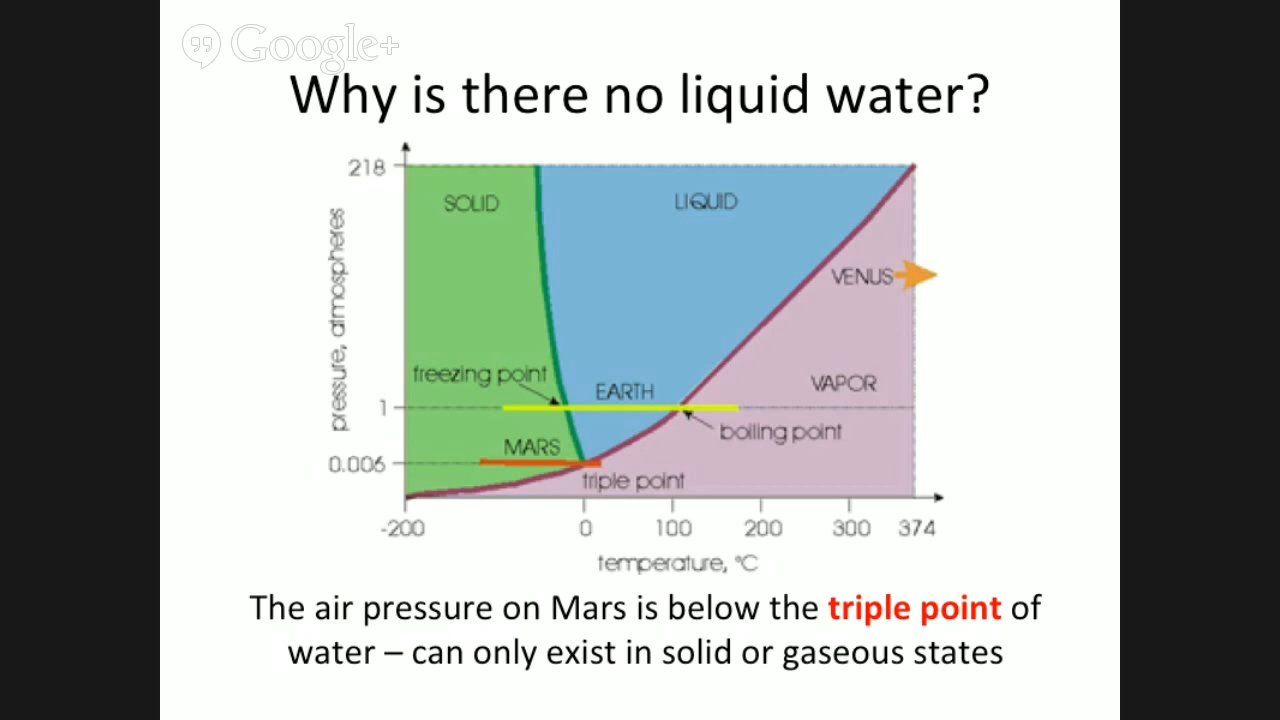 Google+
Why is there no liquid water?
218
SOLID
LIQUID
VENUS
pressure, atmospheres
freezing point
EARTH
VAPOR
1
boiling point
MARS
0.006
triple point
-200
0
100
200
300
374
temperature, °C
The air pressure on Mars is below the triple point of
water – can only exist in solid or gaseous states